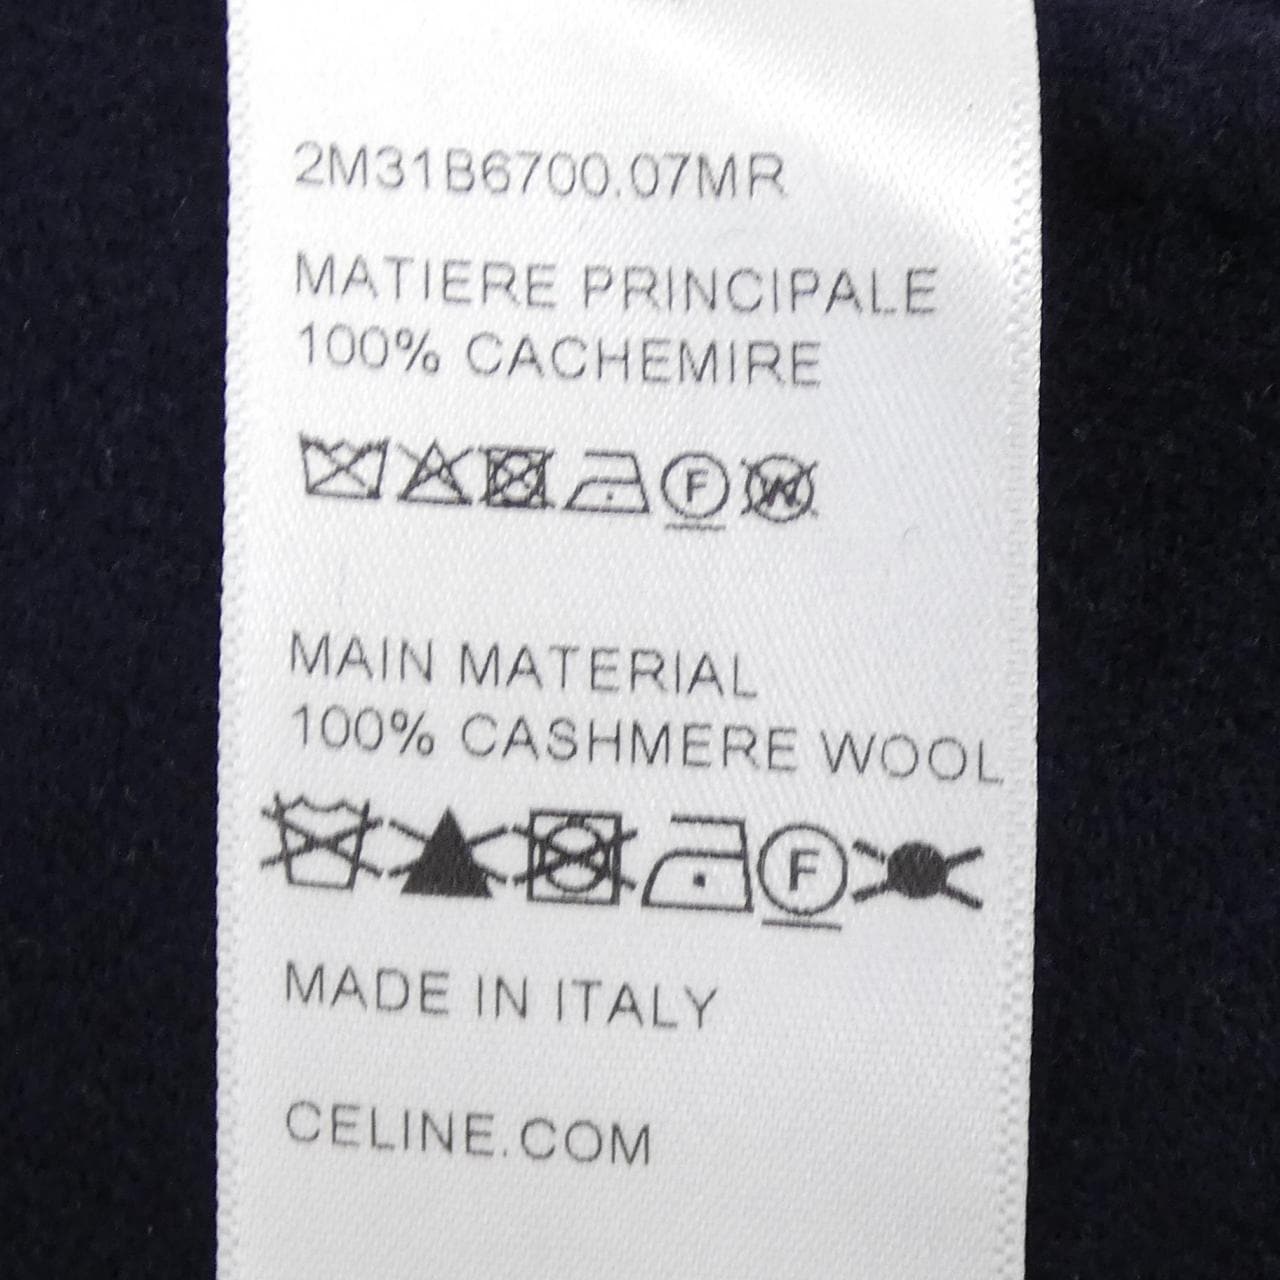 2M31B6700.07MR
MATIERE PRINCIPALE
100% CACHEMIRE
F W
MAIN MATERIAL
100% CASHMERE WOOL
F
MADE IN ITALY
CELINE.COM